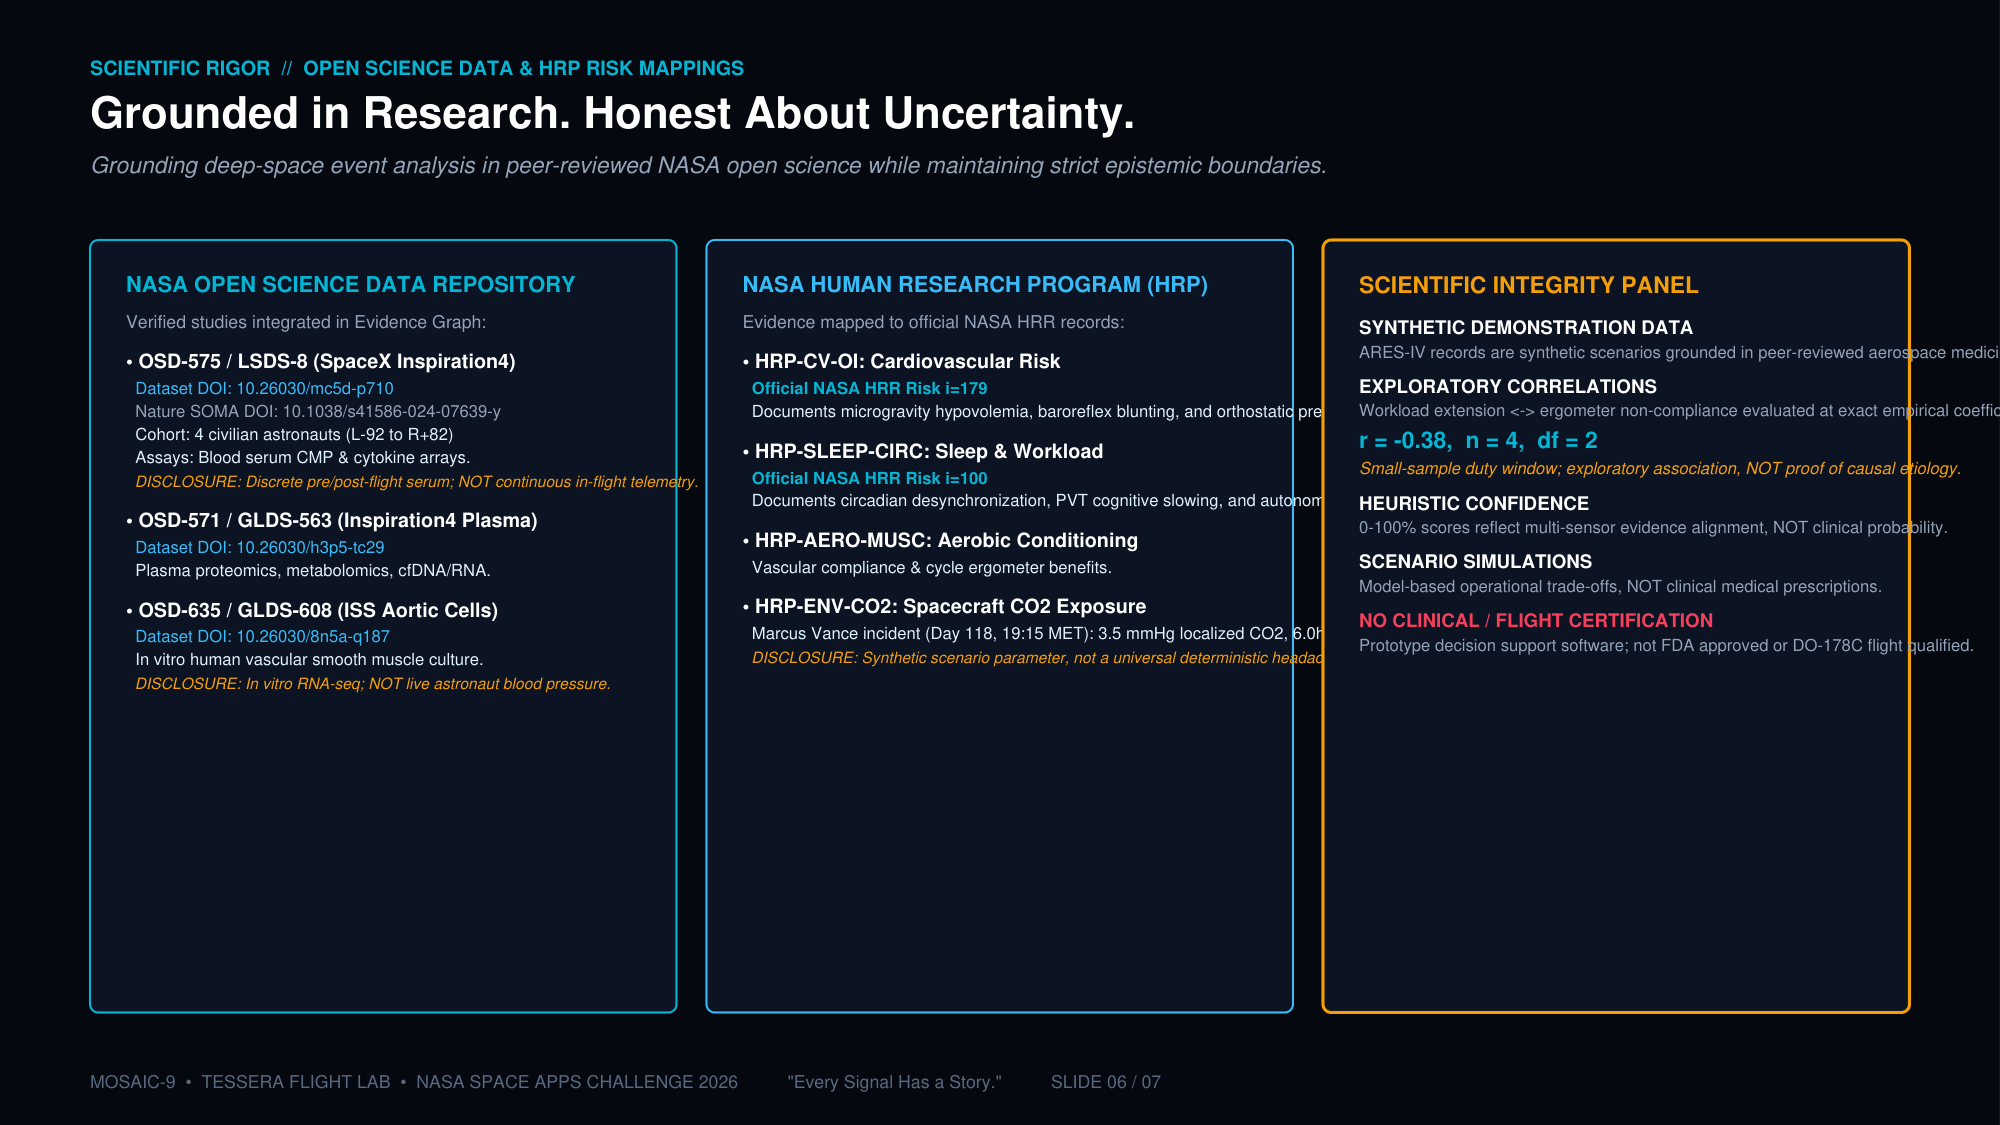 SCIENTIFIC RIGOR // OPEN SCIENCE DATA & HRP RISK MAPPINGS
Grounded in Research. Honest About Uncertainty.
Grounding deep-space event analysis in peer-reviewed NASA open science while maintaining strict epistemic boundaries.
NASA OPEN SCIENCE DATA REPOSITORY
Verified studies integrated in Evidence Graph:
• OSD-575 / LSDS-8 (SpaceX Inspiration4)
Dataset DOI: 10.26030/mc5d-p710
Nature SOMA DOI: 10.1038/s41586-024-07639-y
Cohort: 4 civilian astronauts (L-92 to R+82)
Assays: Blood serum CMP & cytokine arrays.
DISCLOSURE: Discrete pre/post-flight serum; NOT continuous in-flight telemetry.
• OSD-571 / GLDS-563 (Inspiration4 Plasma)
Dataset DOI: 10.26030/h3p5-tc29
Plasma proteomics, metabolomics, cfDNA/RNA.
• OSD-635 / GLDS-608 (ISS Aortic Cells)
Dataset DOI: 10.26030/8n5a-q187
In vitro human vascular smooth muscle culture.
DISCLOSURE: In vitro RNA-seq; NOT live astronaut blood pressure.
NASA HUMAN RESEARCH PROGRAM (HRP)
Evidence mapped to official NASA HRR records:
• HRP-CV-OI: Cardiovascular Risk
Official NASA HRR Risk i=179
Documents microgravity hypovolemia, baroreflex blunting, and orthostatic pre
• HRP-SLEEP-CIRC: Sleep & Workload
Official NASA HRR Risk i=100
Documents circadian desynchronization, PVT cognitive slowing, and autonom
• HRP-AERO-MUSC: Aerobic Conditioning
Vascular compliance & cycle ergometer benefits.
• HRP-ENV-CO2: Spacecraft CO2 Exposure
Marcus Vance incident (Day 118, 19:15 MET): 3.5 mmHg localized CO2, 6.0h
DISCLOSURE: Synthetic scenario parameter, not a universal deterministic headac
SCIENTIFIC INTEGRITY PANEL
SYNTHETIC DEMONSTRATION DATA
ARES-IV records are synthetic scenarios grounded in peer-reviewed aerospace medici
EXPLORATORY CORRELATIONS
Workload extension <-> ergometer non-compliance evaluated at exact empirical coeffic
r = -0.38, n = 4, df = 2
Small-sample duty window; exploratory association, NOT proof of causal etiology.
HEURISTIC CONFIDENCE
0-100% scores reflect multi-sensor evidence alignment, NOT clinical probability.
SCENARIO SIMULATIONS
Model-based operational trade-offs, NOT clinical medical prescriptions.
NO CLINICAL / FLIGHT CERTIFICATION
Prototype decision support software; not FDA approved or DO-178C flight qualified.
MOSAIC-9 • TESSERA FLIGHT LAB • NASA SPACE APPS CHALLENGE 2026 "Every Signal Has a Story." SLIDE 06 / 07